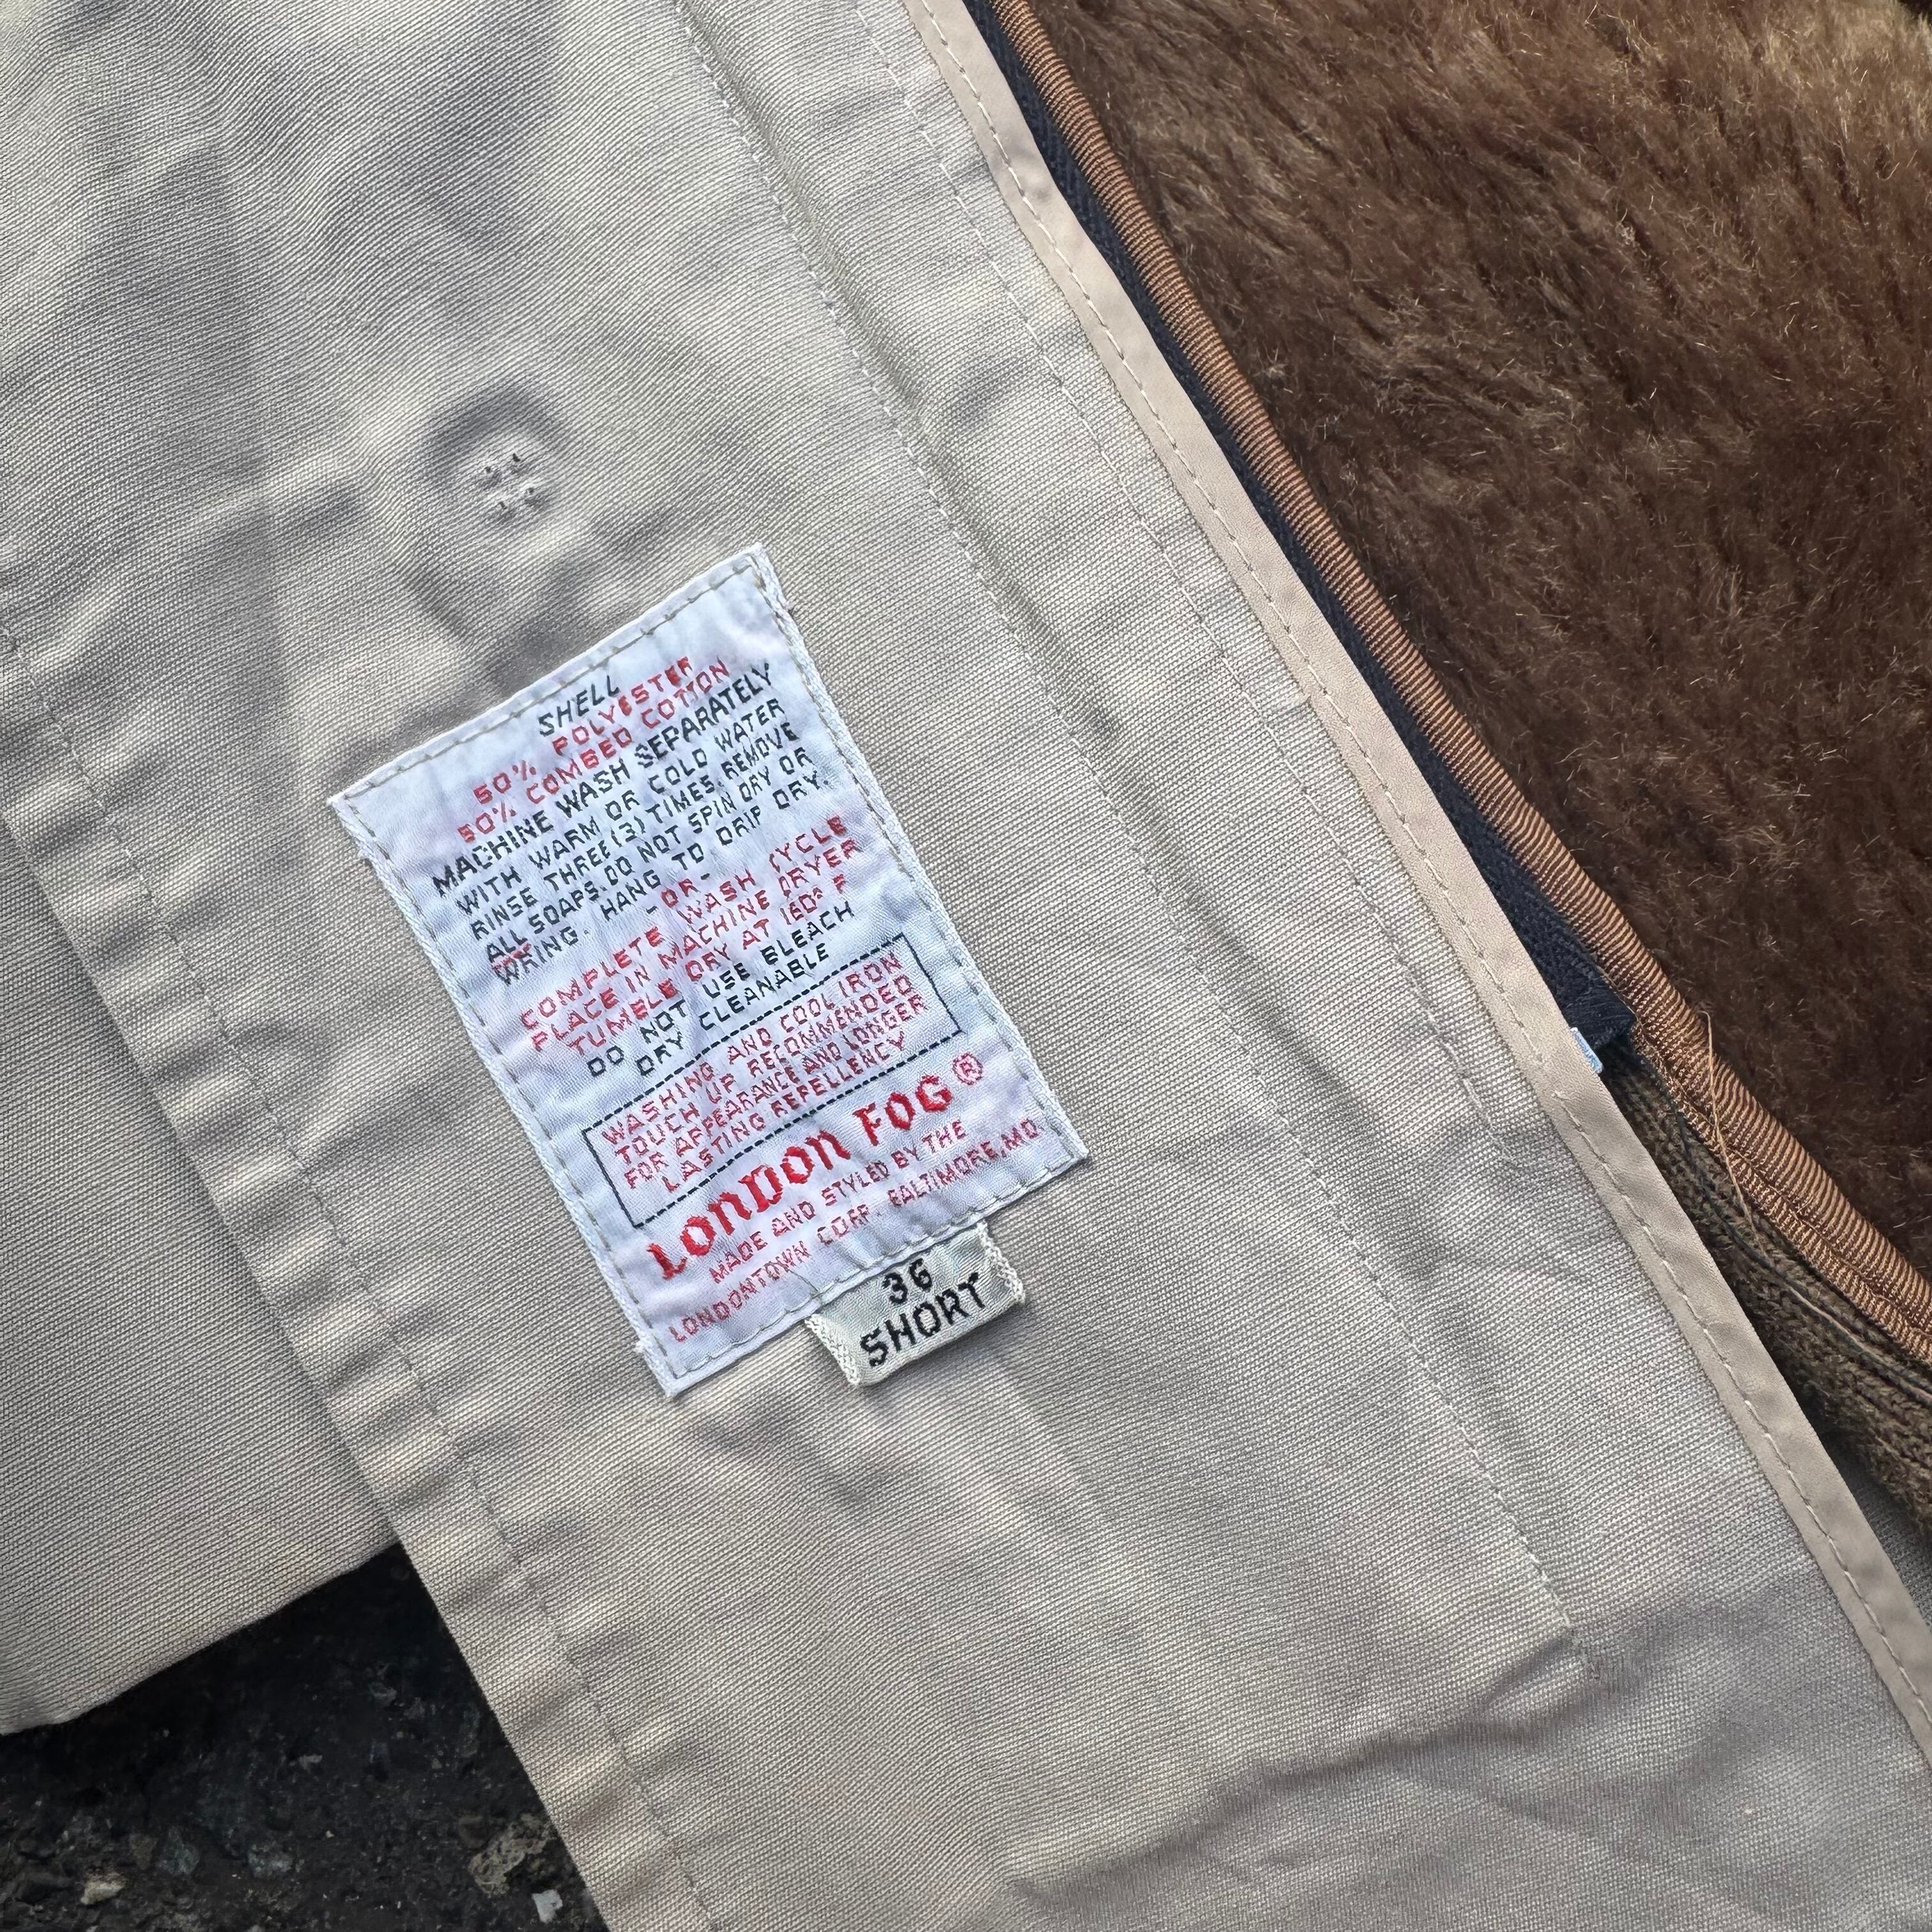 SHELL
50% POLYESTER
50% COMBED COTTON
MACHINE WASH SEPARATELY
WITH WARM OR COLD WATER
RINSE THREE (3) TIMES. REMOVE
ALL SOAPS. DO NOT SPIN DRY OR
WRING. HANG TO DRIP DRY.
-OR-
COMPLETE WASH CYCLE
PLACE IN MACHINE DRYER
TUMBLE DRY AT 160° F
DO NOT USE BLEACH
DRY CLEANABLE
WASHING AND COOL IRON
TOUCH UP RECOMMENDED
FOR APPEARANCE AND LONGER
LASTING REPELLENCY
LONDON FOG ®
MADE AND STYLED BY THE
LONDONTOWN CORP. BALTIMORE, MD.
36
SHORT